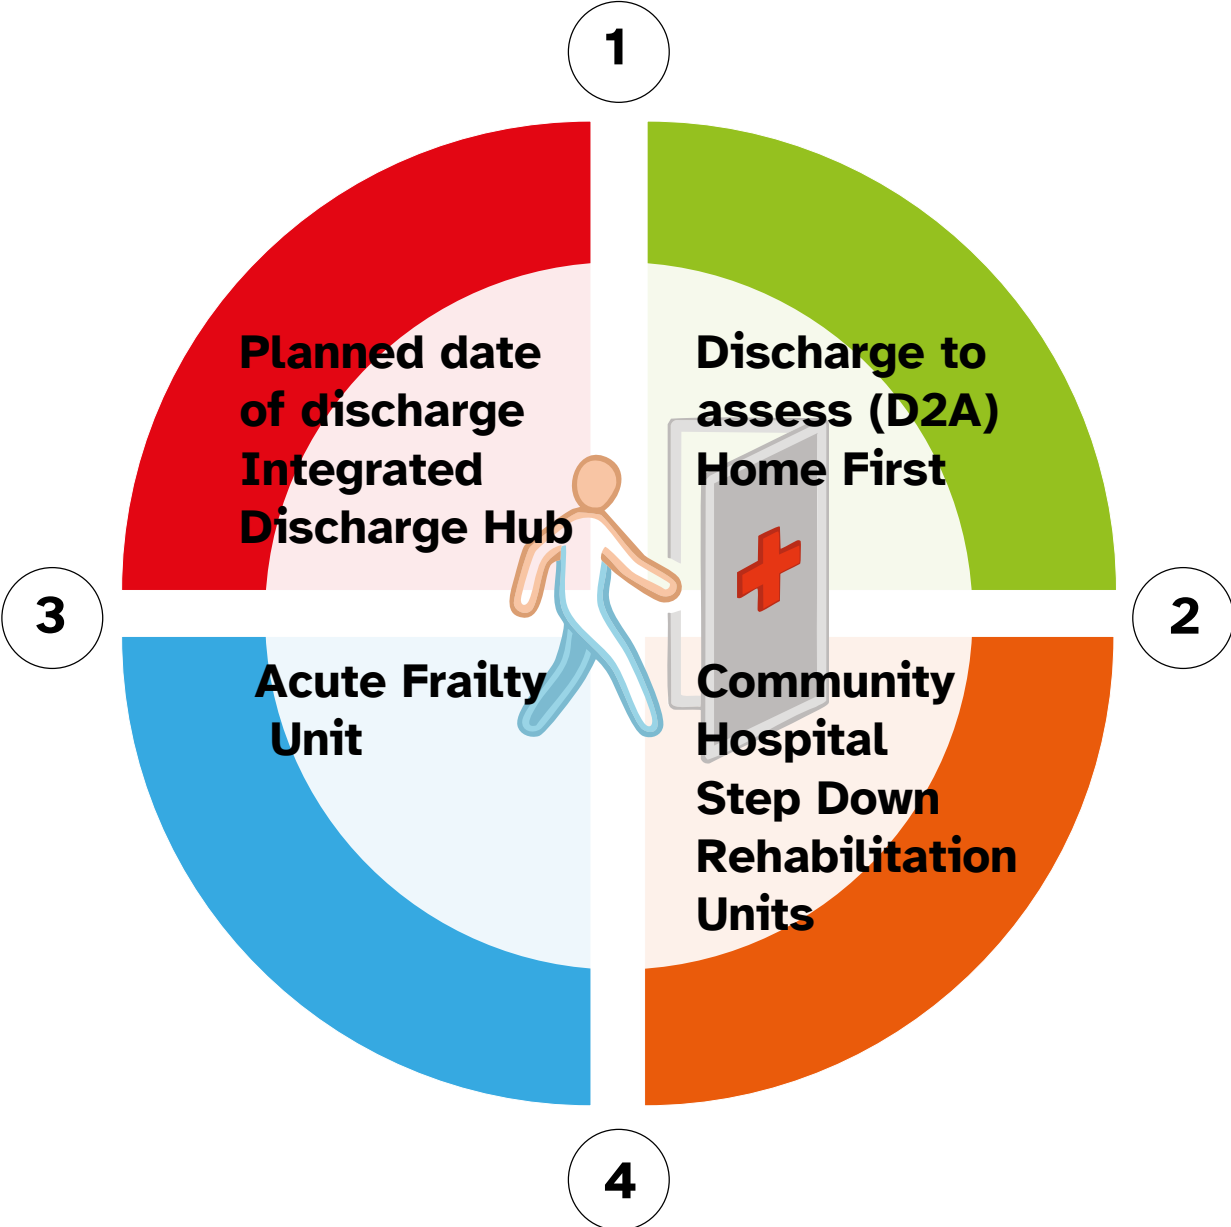 1
Planned date
of discharge
Integrated
Discharge Hub
Discharge to
assess (D2A)
Home First
3
2
Acute Frailty
Unit
Community
Hospital
Step Down
Rehabilitation
Units
4